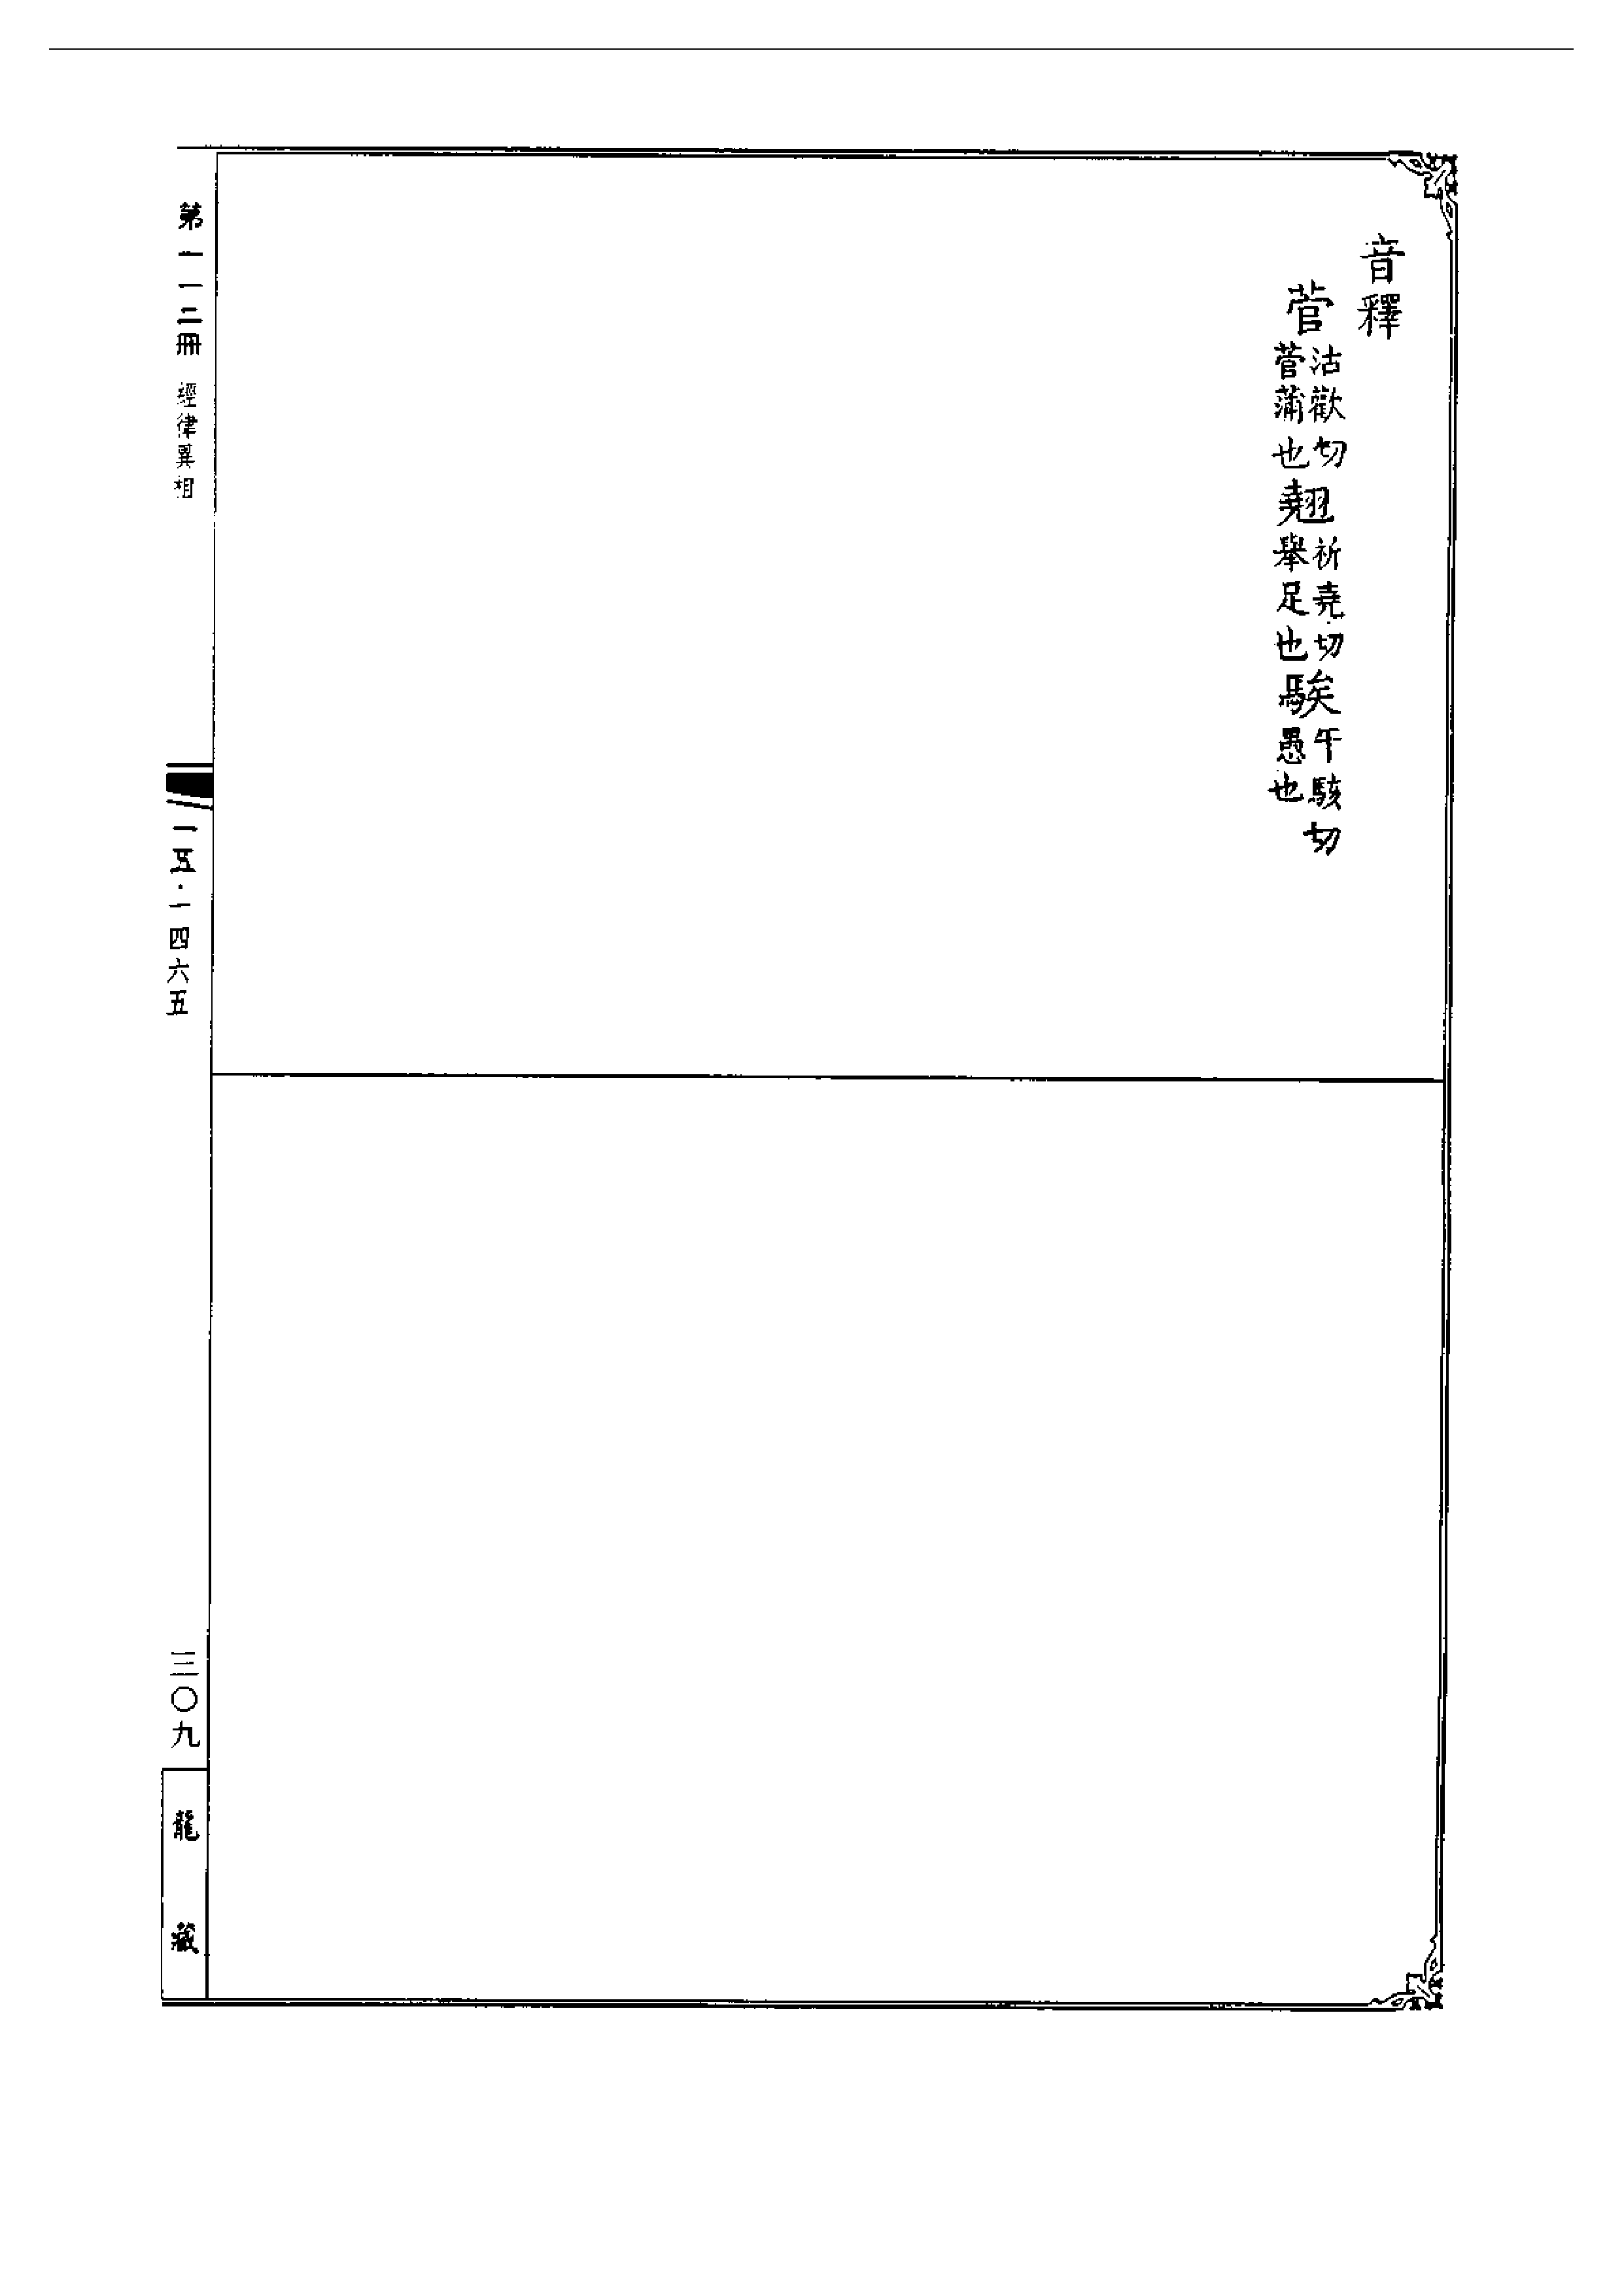 音釋
菅沽歡切菅蒲也翹祈堯切舉足也騃午駭切愚也
第一一二冊 經律異相
一五·一四六五
三〇九
龍藏